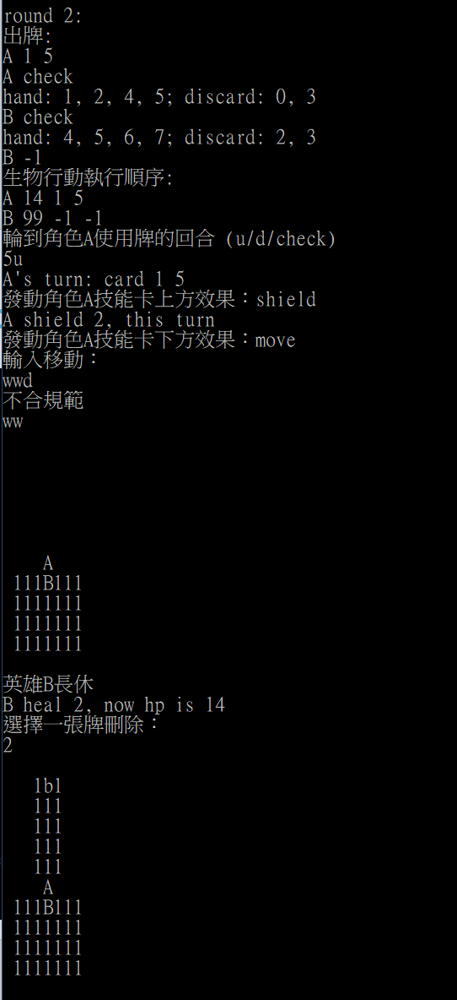 round 2:
出牌:
A 1 5
A check
hand: 1, 2, 4, 5; discard: 0, 3
B check
hand: 4, 5, 6, 7; discard: 2, 3
B -1
生物行動執行順序:
A 14 1 5
B 99 -1 -1
輪到角色A使用牌的回合 (u/d/check)
5u
A's turn: card 1 5
發動角色A技能卡上方效果：shield
A shield 2, this turn
發動角色A技能卡下方效果：move
輸入移動：
wwd
不合規範
ww
A
111B111
1111111
1111111
1111111
英雄B長休
B heal 2, now hp is 14
選擇一張牌刪除：
2
1b1
111
111
111
111
A
111B111
1111111
1111111
1111111